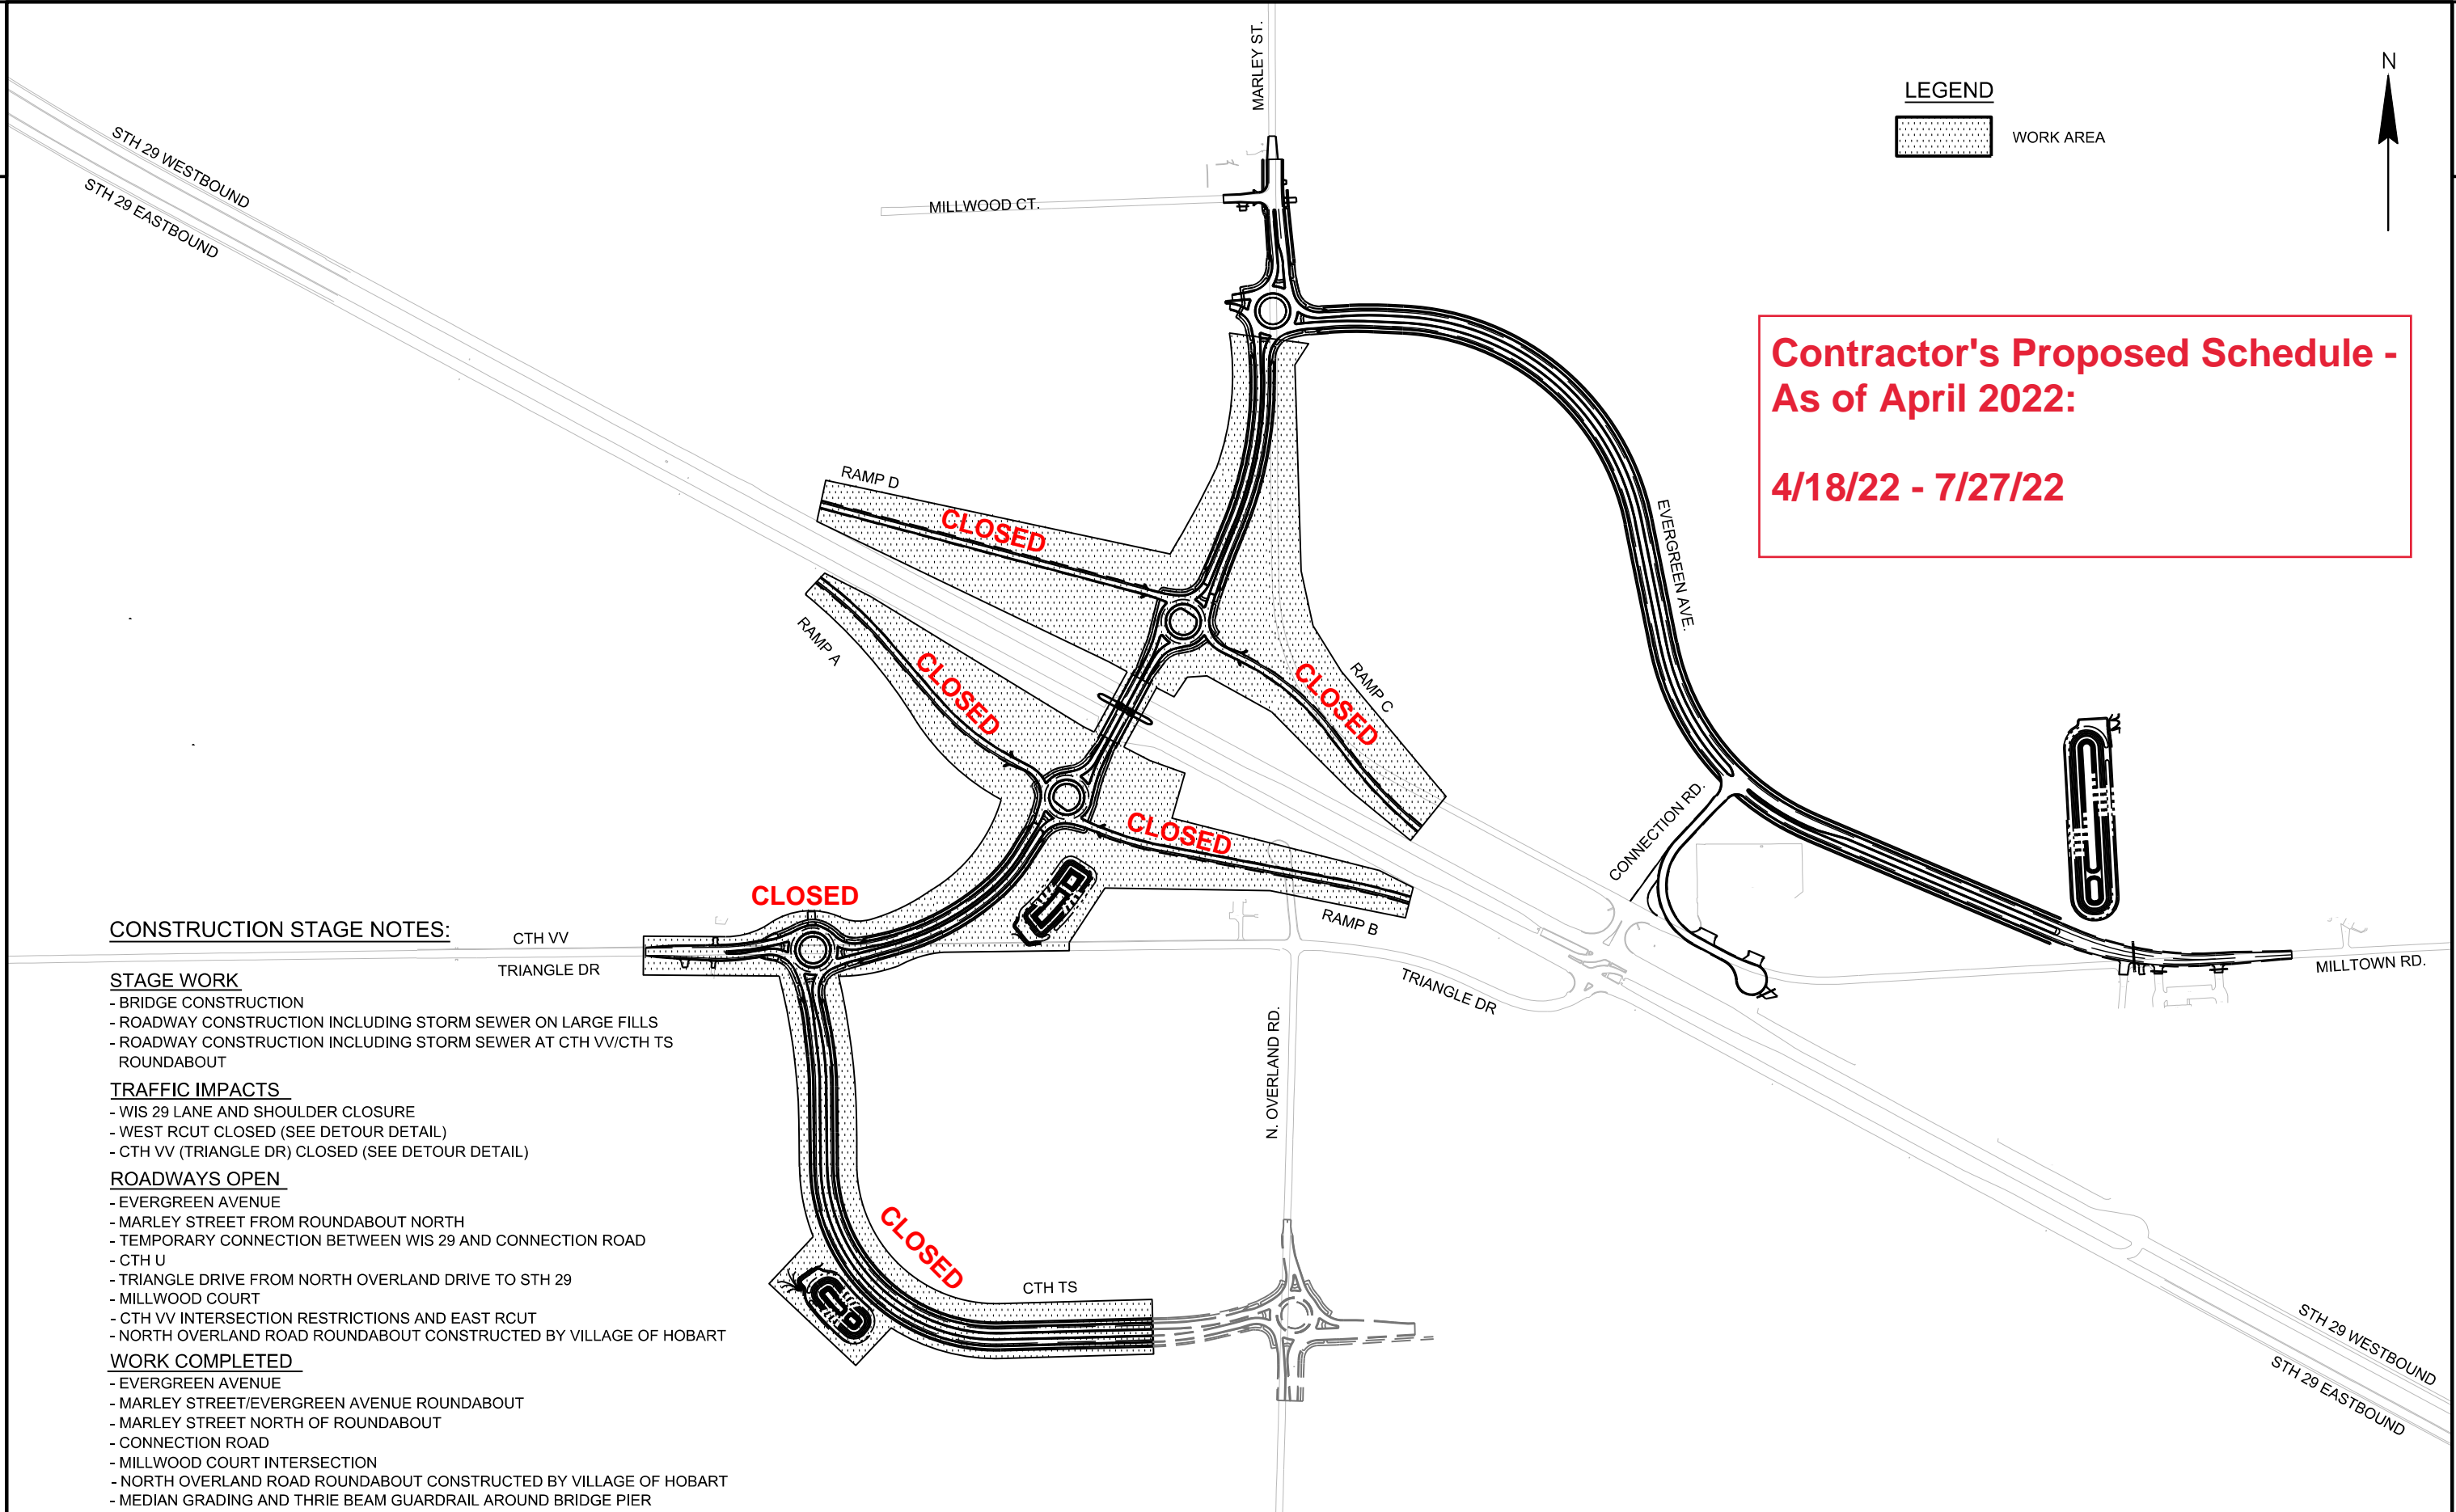 MARLEY ST.
N
LEGEND
WORK AREA
STH 29 WESTBOUND
STH 29 EASTBOUND
MILLWOOD CT.
Contractor's Proposed Schedule -
As of April 2022:
4/18/22 - 7/27/22
RAMP D
CLOSED
EVERGREEN AVE.
RAMP A
CLOSED
RAMP C
CLOSED
CONNECTION RD.
CLOSED
RAMP B
CLOSED
CTH VV
TRIANGLE DR
TRIANGLE DR
MILLTOWN RD.
N. OVERLAND RD.
CLOSED
CTH TS
STH 29 WESTBOUND
STH 29 EASTBOUND
CONSTRUCTION STAGE NOTES:
STAGE WORK
- BRIDGE CONSTRUCTION
- ROADWAY CONSTRUCTION INCLUDING STORM SEWER ON LARGE FILLS
- ROADWAY CONSTRUCTION INCLUDING STORM SEWER AT CTH VV/CTH TS
ROUNDABOUT
TRAFFIC IMPACTS
- WIS 29 LANE AND SHOULDER CLOSURE
- WEST RCUT CLOSED (SEE DETOUR DETAIL)
- CTH VV (TRIANGLE DR) CLOSED (SEE DETOUR DETAIL)
ROADWAYS OPEN
- EVERGREEN AVENUE
- MARLEY STREET FROM ROUNDABOUT NORTH
- TEMPORARY CONNECTION BETWEEN WIS 29 AND CONNECTION ROAD
- CTH U
- TRIANGLE DRIVE FROM NORTH OVERLAND DRIVE TO STH 29
- MILLWOOD COURT
- CTH VV INTERSECTION RESTRICTIONS AND EAST RCUT
- NORTH OVERLAND ROAD ROUNDABOUT CONSTRUCTED BY VILLAGE OF HOBART
WORK COMPLETED
- EVERGREEN AVENUE
- MARLEY STREET/EVERGREEN AVENUE ROUNDABOUT
- MARLEY STREET NORTH OF ROUNDABOUT
- CONNECTION ROAD
- MILLWOOD COURT INTERSECTION
- NORTH OVERLAND ROAD ROUNDABOUT CONSTRUCTED BY VILLAGE OF HOBART
- MEDIAN GRADING AND THRIE BEAM GUARDRAIL AROUND BRIDGE PIER